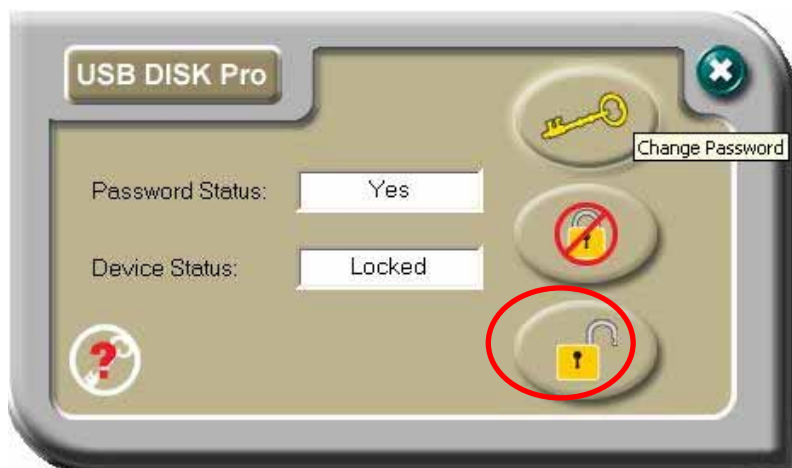 USB DISK Pro
Change Password
Password Status: Yes
Device Status: Locked
?